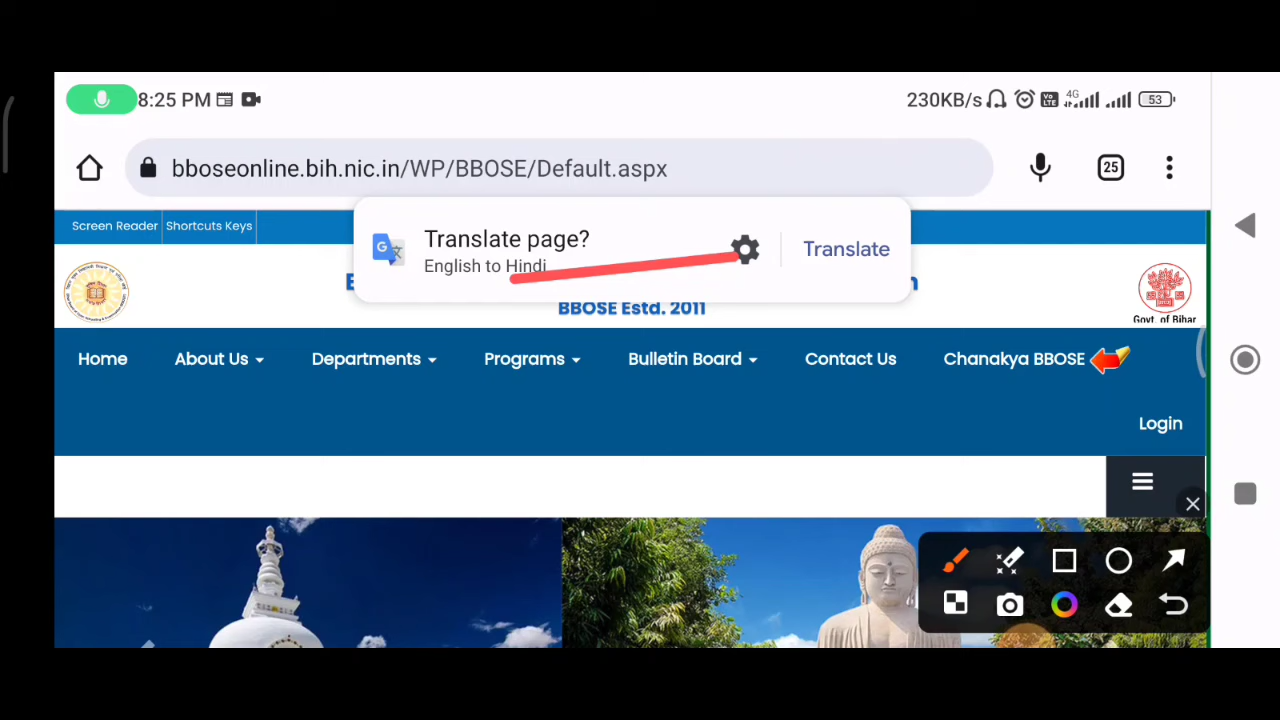 8:25 PM
230KB/s
Vo LTE
4G
53
bboseonline.bih.nic.in/WP/BBOSE/Default.aspx
25
Screen Reader
Shortcuts Keys
Translate page?
English to Hindi
Translate
BBOSE Estd. 2011
Govt. of Bihar
Home
About Us
Departments
Programs
Bulletin Board
Contact Us
Chanakya BBOSE
Login